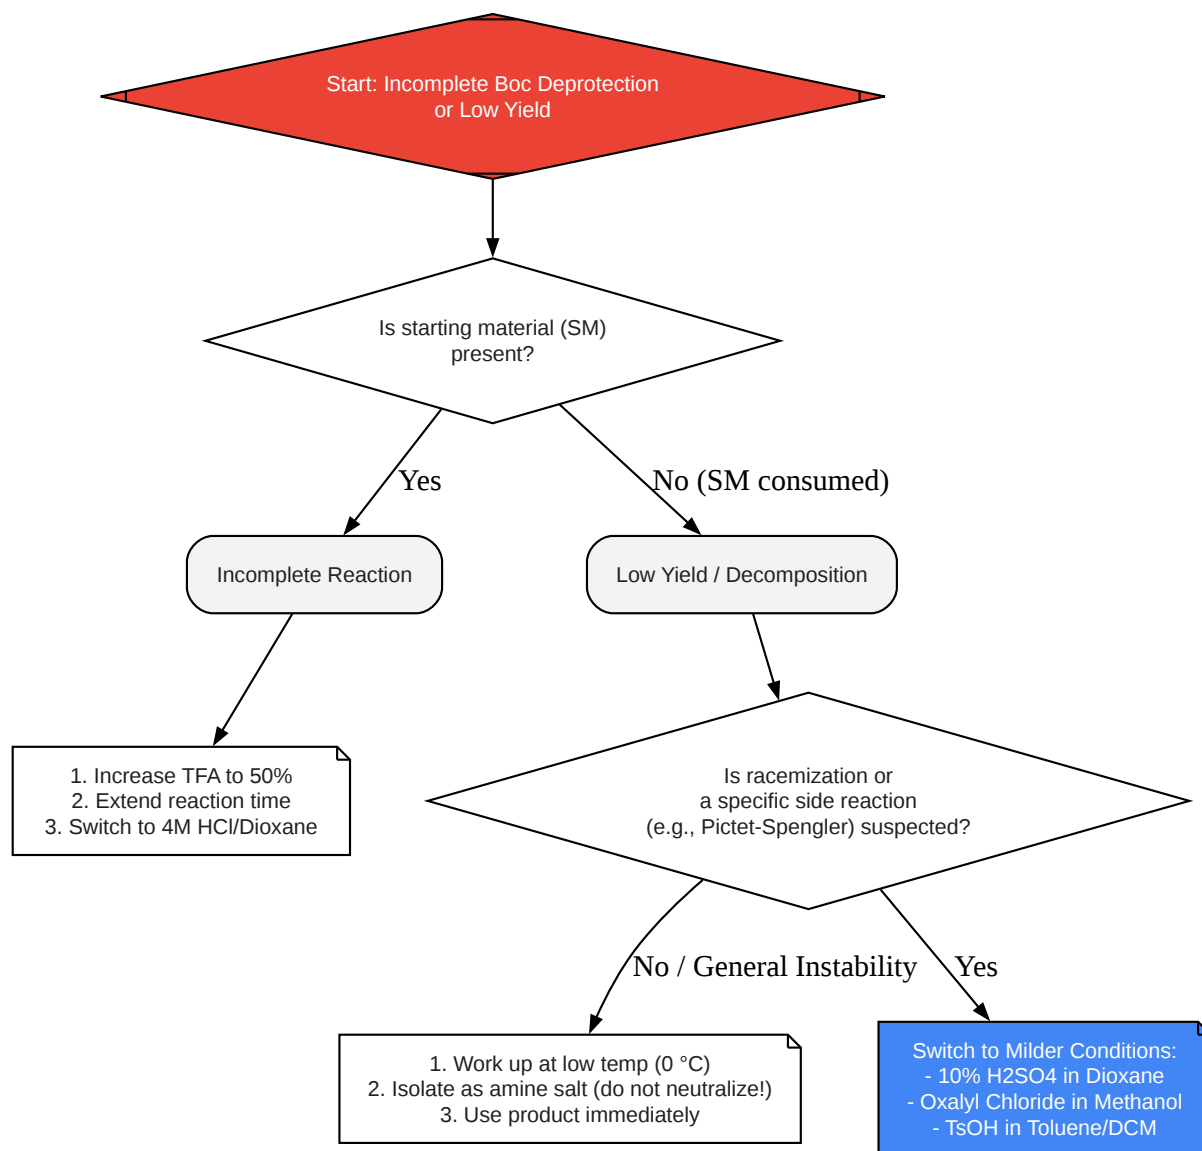 Start: Incomplete Boc Deprotection
or Low Yield
Is starting material (SM)
present?
Yes
No (SM consumed)
Incomplete Reaction
Low Yield / Decomposition
1. Increase TFA to 50%
2. Extend reaction time
3. Switch to 4M HCl/Dioxane
Is racemization or
a specific side reaction
(e.g., Pictet-Spengler) suspected?
No / General Instability
Yes
1. Work up at low temp (0 °C)
2. Isolate as amine salt (do not neutralize!)
3. Use product immediately
Switch to Milder Conditions:
- 10% H2SO4 in Dioxane
- Oxalyl Chloride in Methanol
- TsOH in Toluene/DCM